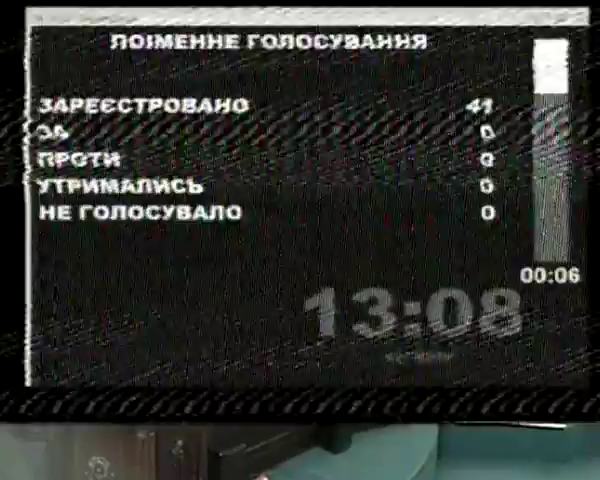 ПОІМЕННЕ ГОЛОСУВАННЯ
ЗАРЕЄСТРОВАНО 41
ЗА 0
ПРОТИ 0
УТРИМАЛИСЬ 0
НЕ ГОЛОСУВАЛО 0
00:06
13:08